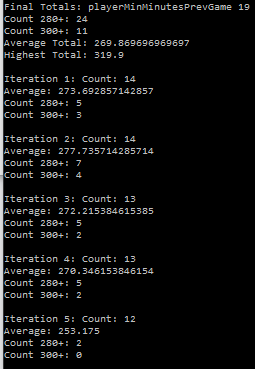 Final Totals: playerMinMinutesPrevGame 19
Count 280+: 24
Count 300+: 11
Average Total: 269.869696969697
Highest Total: 319.9
Iteration 1: Count: 14
Average: 273.692857142857
Count 280+: 5
Count 300+: 3
Iteration 2: Count: 14
Average: 277.735714285714
Count 280+: 7
Count 300+: 4
Iteration 3: Count: 13
Average: 272.215384615385
Count 280+: 5
Count 300+: 2
Iteration 4: Count: 13
Average: 270.346153846154
Count 280+: 5
Count 300+: 2
Iteration 5: Count: 12
Average: 253.175
Count 280+: 2
Count 300+: 0